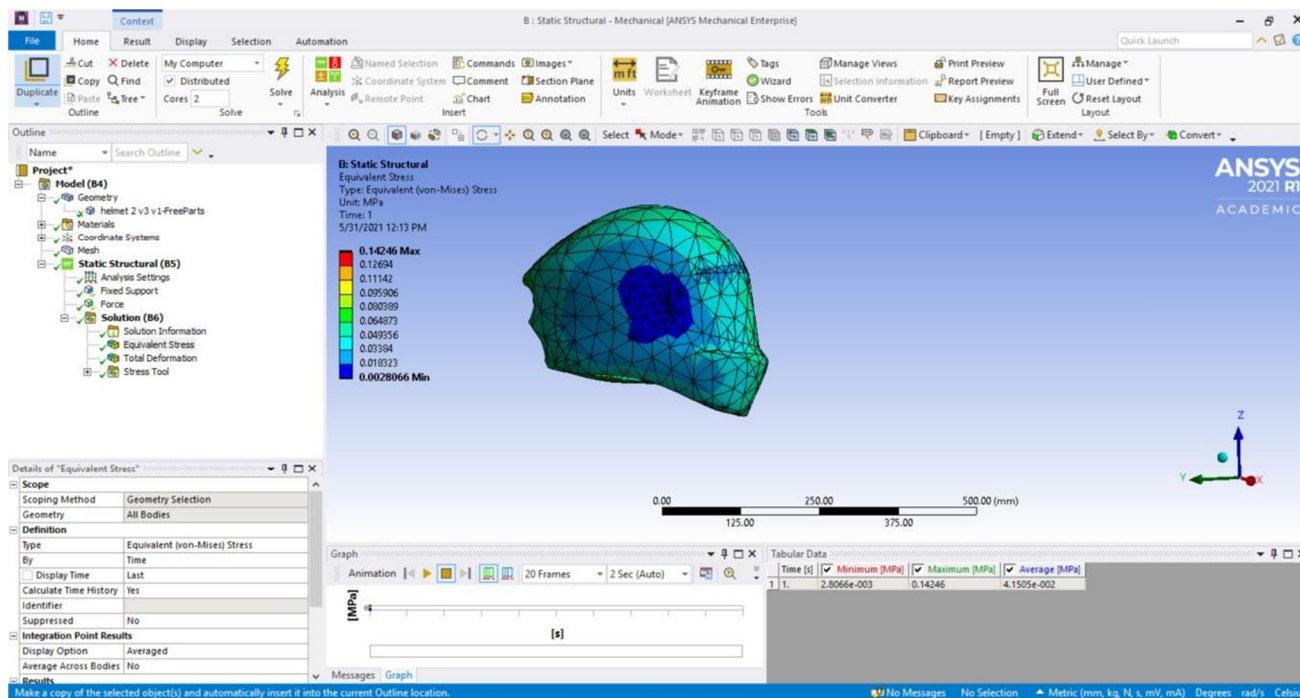 B : Static Structural - Mechanical [ANSYS Mechanical Enterprise]
Context
File Home Result Display Selection Automation
Quick Launch
Duplicate
Cut Delete
Copy Find
Paste Tree
Outline
My Computer
Distributed
Cores 2
Solve
Solve
Analysis
Named Selection Commands Images
Coordinate System Comment Section Plane
Remote Point Chart Annotation
Insert
Units Worksheet Keyframe Animation
Tags Manage Views Print Preview
Wizard Selection Information Report Preview
Show Errors Unit Converter Key Assignments
Tools
Full Screen
Manage
User Defined
Reset Layout
Layout
Select Mode Clipboard [ Empty ] Extend Select By Convert
Outline
Name Search Outline
Project*
Model (B4)
Geometry
helmet 2 v3 v1-FreeParts
Materials
Coordinate Systems
Mesh
Static Structural (B5)
Analysis Settings
Fixed Support
Force
Solution (B6)
Solution Information
Equivalent Stress
Total Deformation
Stress Tool
B: Static Structural
Equivalent Stress
Type: Equivalent (von-Mises) Stress
Unit: MPa
Time: 1
5/31/2021 12:13 PM
0.14246 Max
0.12694
0.11142
0.095906
0.080389
0.064873
0.049356
0.03384
0.018323
0.0028066 Min
ANSYS
2021 R1
ACADEMIC
Z
Y
X
0.00 250.00 500.00 (mm)
125.00 375.00
Details of "Equivalent Stress"
Scope
Scoping Method Geometry Selection
Geometry All Bodies
Definition
Type Equivalent (von-Mises) Stress
By Time
Display Time Last
Calculate Time History Yes
Identifier
Suppressed No
Integration Point Results
Display Option Averaged
Average Across Bodies No
Results
Graph
Animation 20 Frames 2 Sec (Auto)
[MPa]
[s]
Messages Graph
Tabular Data
Time [s] Minimum [MPa] Maximum [MPa] Average [MPa]
1 1. 2.8066e-003 0.14246 4.1505e-002
Make a copy of the selected object(s) and automatically insert it into the current Outline location.
No Messages No Selection Metric (mm, kg, N, s, mV, mA) Degrees rad/s Celsiu